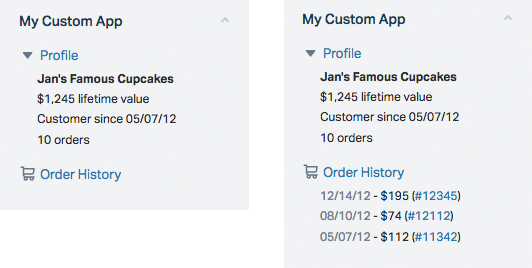 My Custom App
Profile
Jan's Famous Cupcakes
$1,245 lifetime value
Customer since 05/07/12
10 orders
Order History
My Custom App
Profile
Jan's Famous Cupcakes
$1,245 lifetime value
Customer since 05/07/12
10 orders
Order History
12/14/12 - $195 (#12345)
08/10/12 - $74 (#12112)
05/07/12 - $112 (#11342)